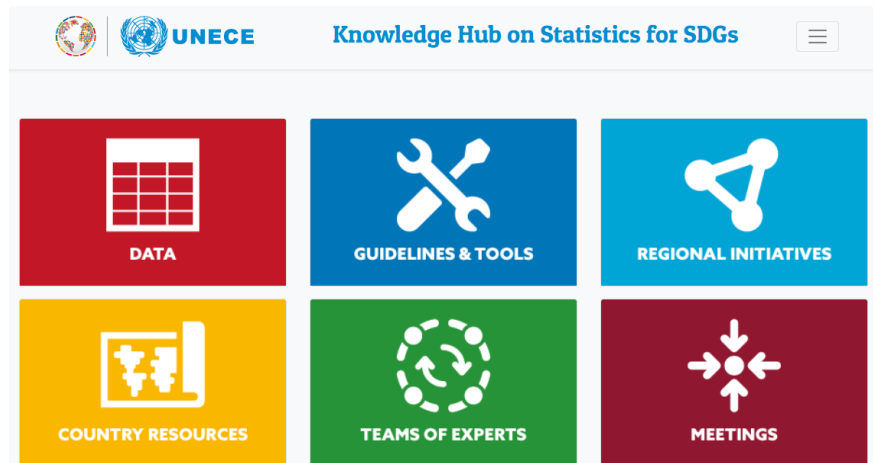 UNECE
Knowledge Hub on Statistics for SDGs
DATA
GUIDELINES & TOOLS
REGIONAL INITIATIVES
COUNTRY RESOURCES
TEAMS OF EXPERTS
MEETINGS